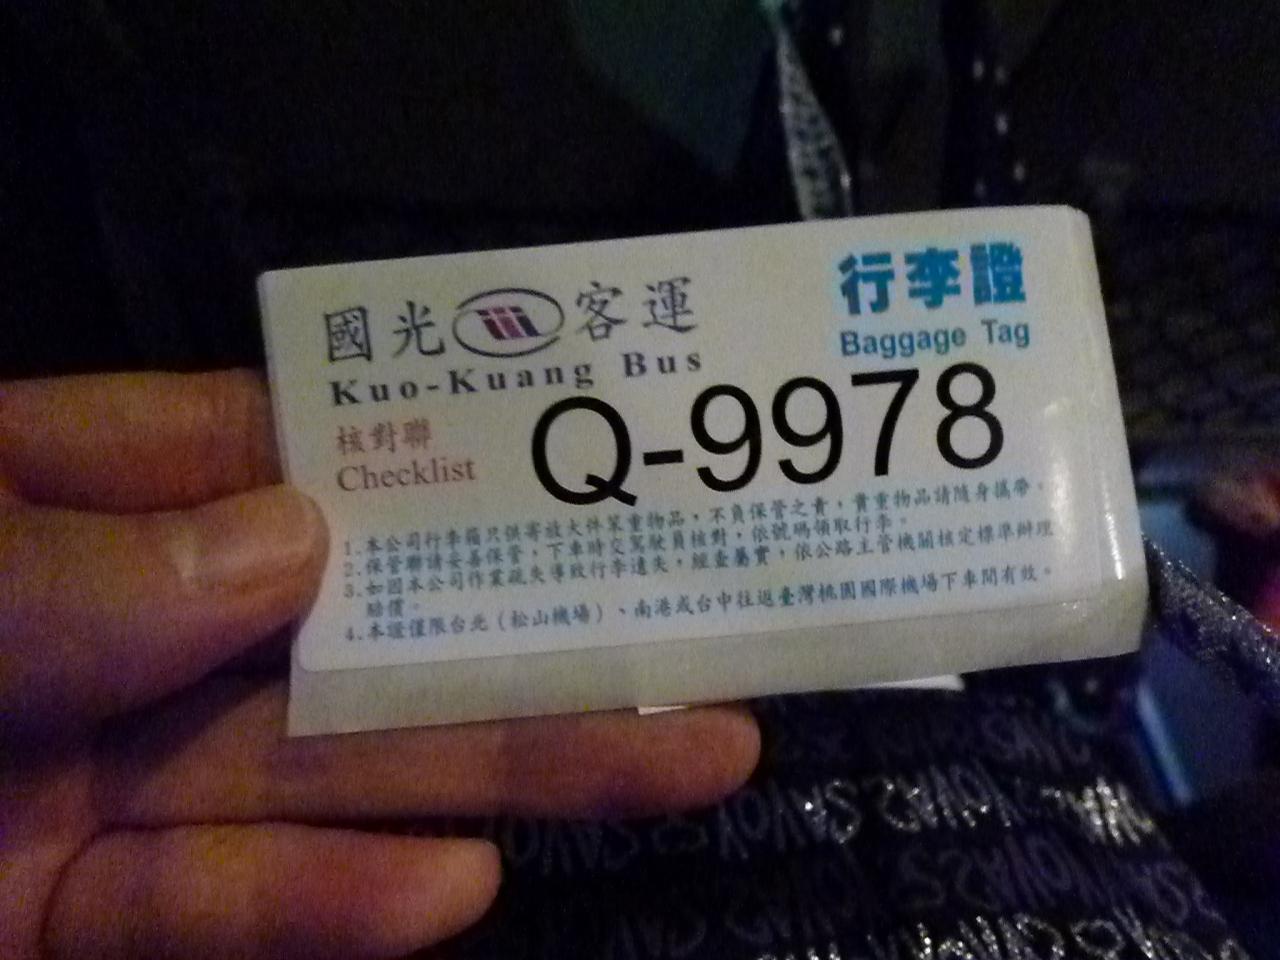 國光客運
Kuo-Kuang Bus
行李證
Baggage Tag
核對聯
Checklist
Q-9978
1.本公司行李箱只供寄放大件笨重物品，不負保管之責，貴重物品請隨身攜帶。
2.保管聯請妥善保管，下車時交駕駛員核對，依號碼領取行李。
3.如因本公司作業疏失導致行李遺失，經查屬實，依公路主管機關核定標準辦理
賠償。
4.本證僅限台北（松山機場）、南港或台中往返臺灣桃園國際機場下車間有效。
SAVOY